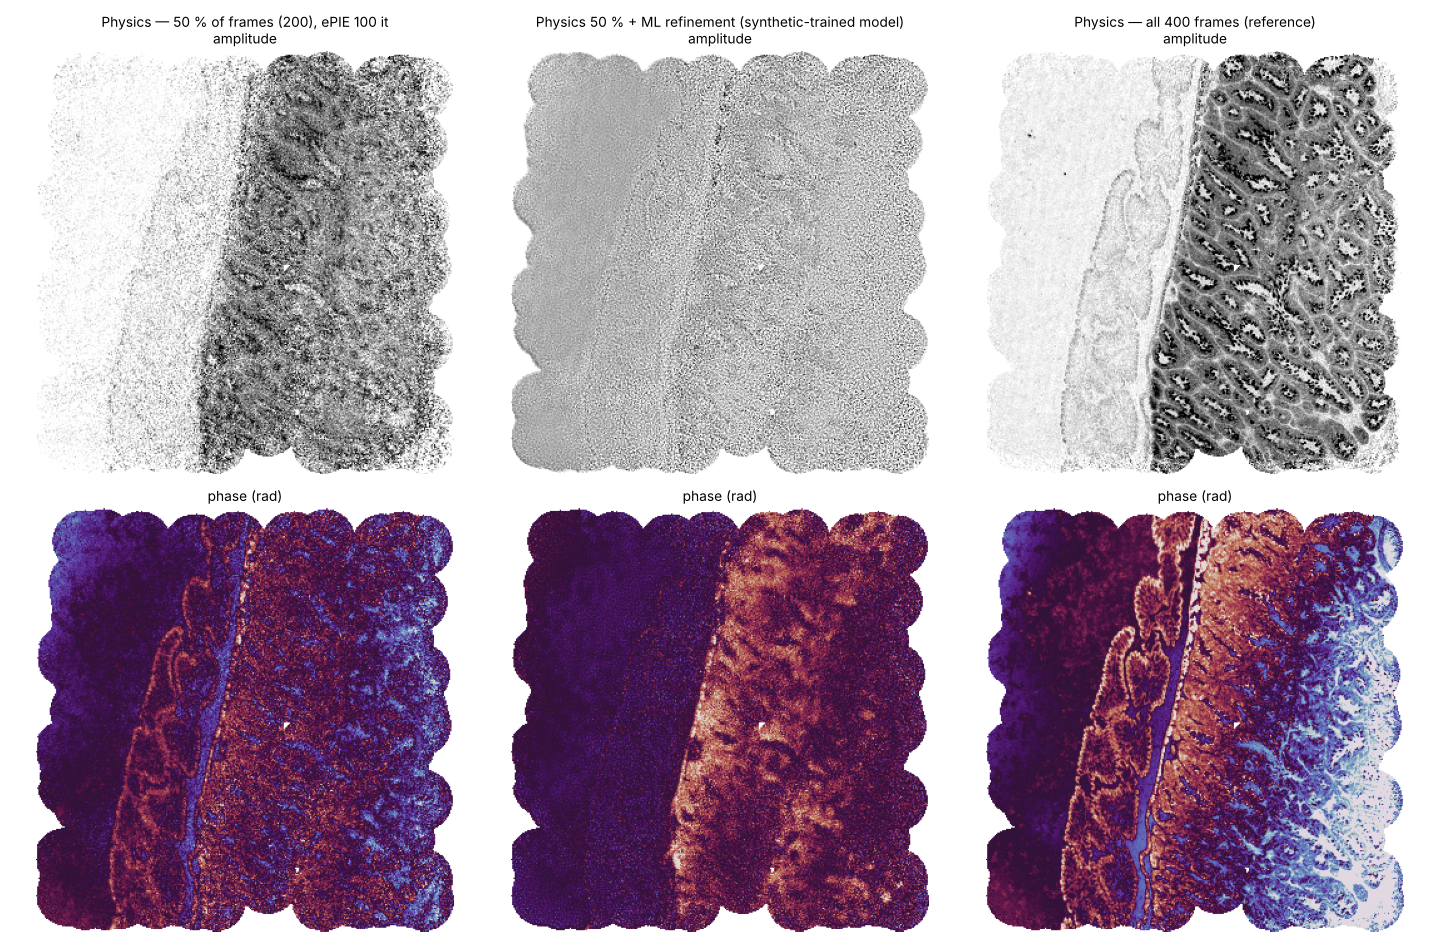 Physics — 50 % of frames (200), ePIE 100 it
amplitude
Physics 50 % + ML refinement (synthetic-trained model)
amplitude
Physics — all 400 frames (reference)
amplitude
phase (rad)
phase (rad)
phase (rad)